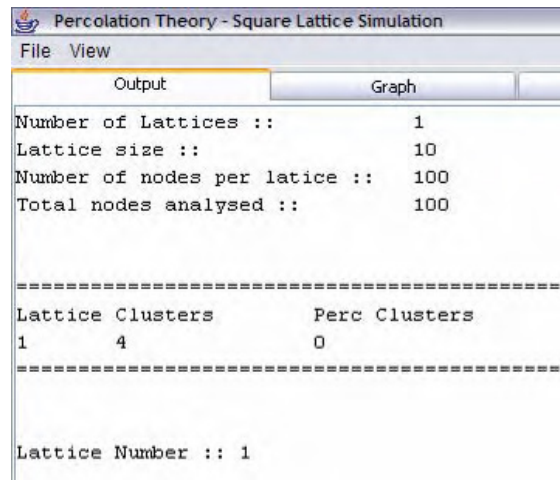 Percolation Theory - Square Lattice Simulation
File View
Output Graph
Number of Lattices :: 1
Lattice size :: 10
Number of nodes per latice :: 100
Total nodes analysed :: 100
==============================================
Lattice Clusters Perc Clusters
1 4 0
==============================================
Lattice Number :: 1